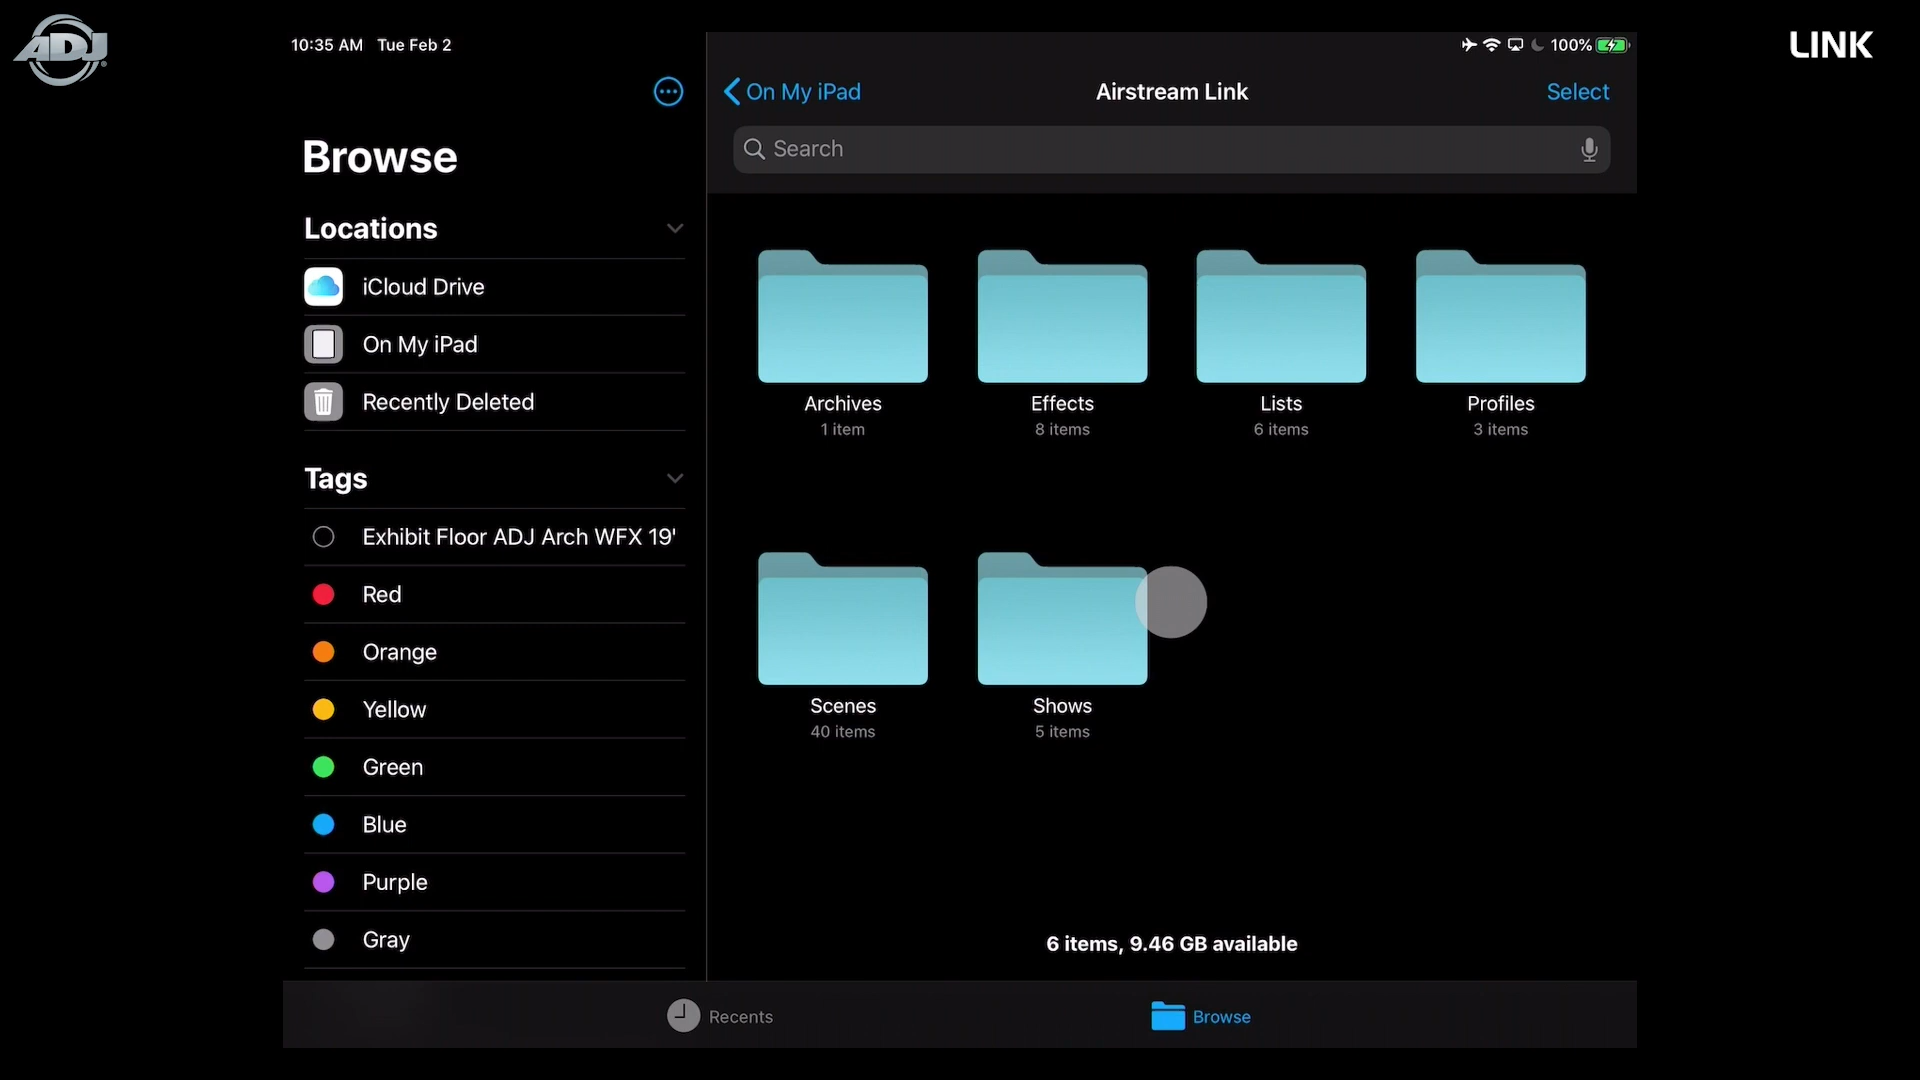 ADJ
LINK
10:35 AM Tue Feb 2
100%
On My iPad
Airstream Link
Select
Search
Browse
Locations
iCloud Drive
On My iPad
Recently Deleted
Tags
Exhibit Floor ADJ Arch WFX 19'
Red
Orange
Yellow
Green
Blue
Purple
Gray
Archives
1 item
Effects
8 items
Lists
6 items
Profiles
3 items
Scenes
40 items
Shows
5 items
6 items, 9.46 GB available
Recents
Browse